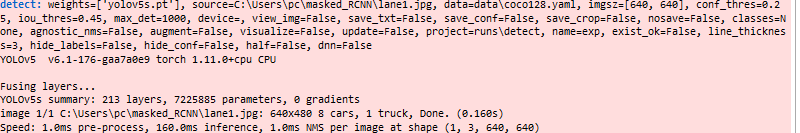 detect: weights=['yolov5s.pt'], source=C:\Users\pc\masked_RCNN\lane1.jpg, data=data\coco128.yaml, imgsz=[640, 640], conf_thres=0.2
5, iou_thres=0.45, max_det=1000, device=, view_img=False, save_txt=False, save_conf=False, save_crop=False, nosave=False, classes=N
one, agnostic_nms=False, augment=False, visualize=False, update=False, project=runs\detect, name=exp, exist_ok=False, line_thicknes
s=3, hide_labels=False, hide_conf=False, half=False, dnn=False
YOLOv5  v6.1-176-gaa7a0e9 torch 1.11.0+cpu CPU
Fusing layers...
YOLOv5s summary: 213 layers, 7225885 parameters, 0 gradients
image 1/1 C:\Users\pc\masked_RCNN\lane1.jpg: 640x480 8 cars, 1 truck, Done. (0.160s)
Speed: 1.0ms pre-process, 160.0ms inference, 1.0ms NMS per image at shape (1, 3, 640, 640)